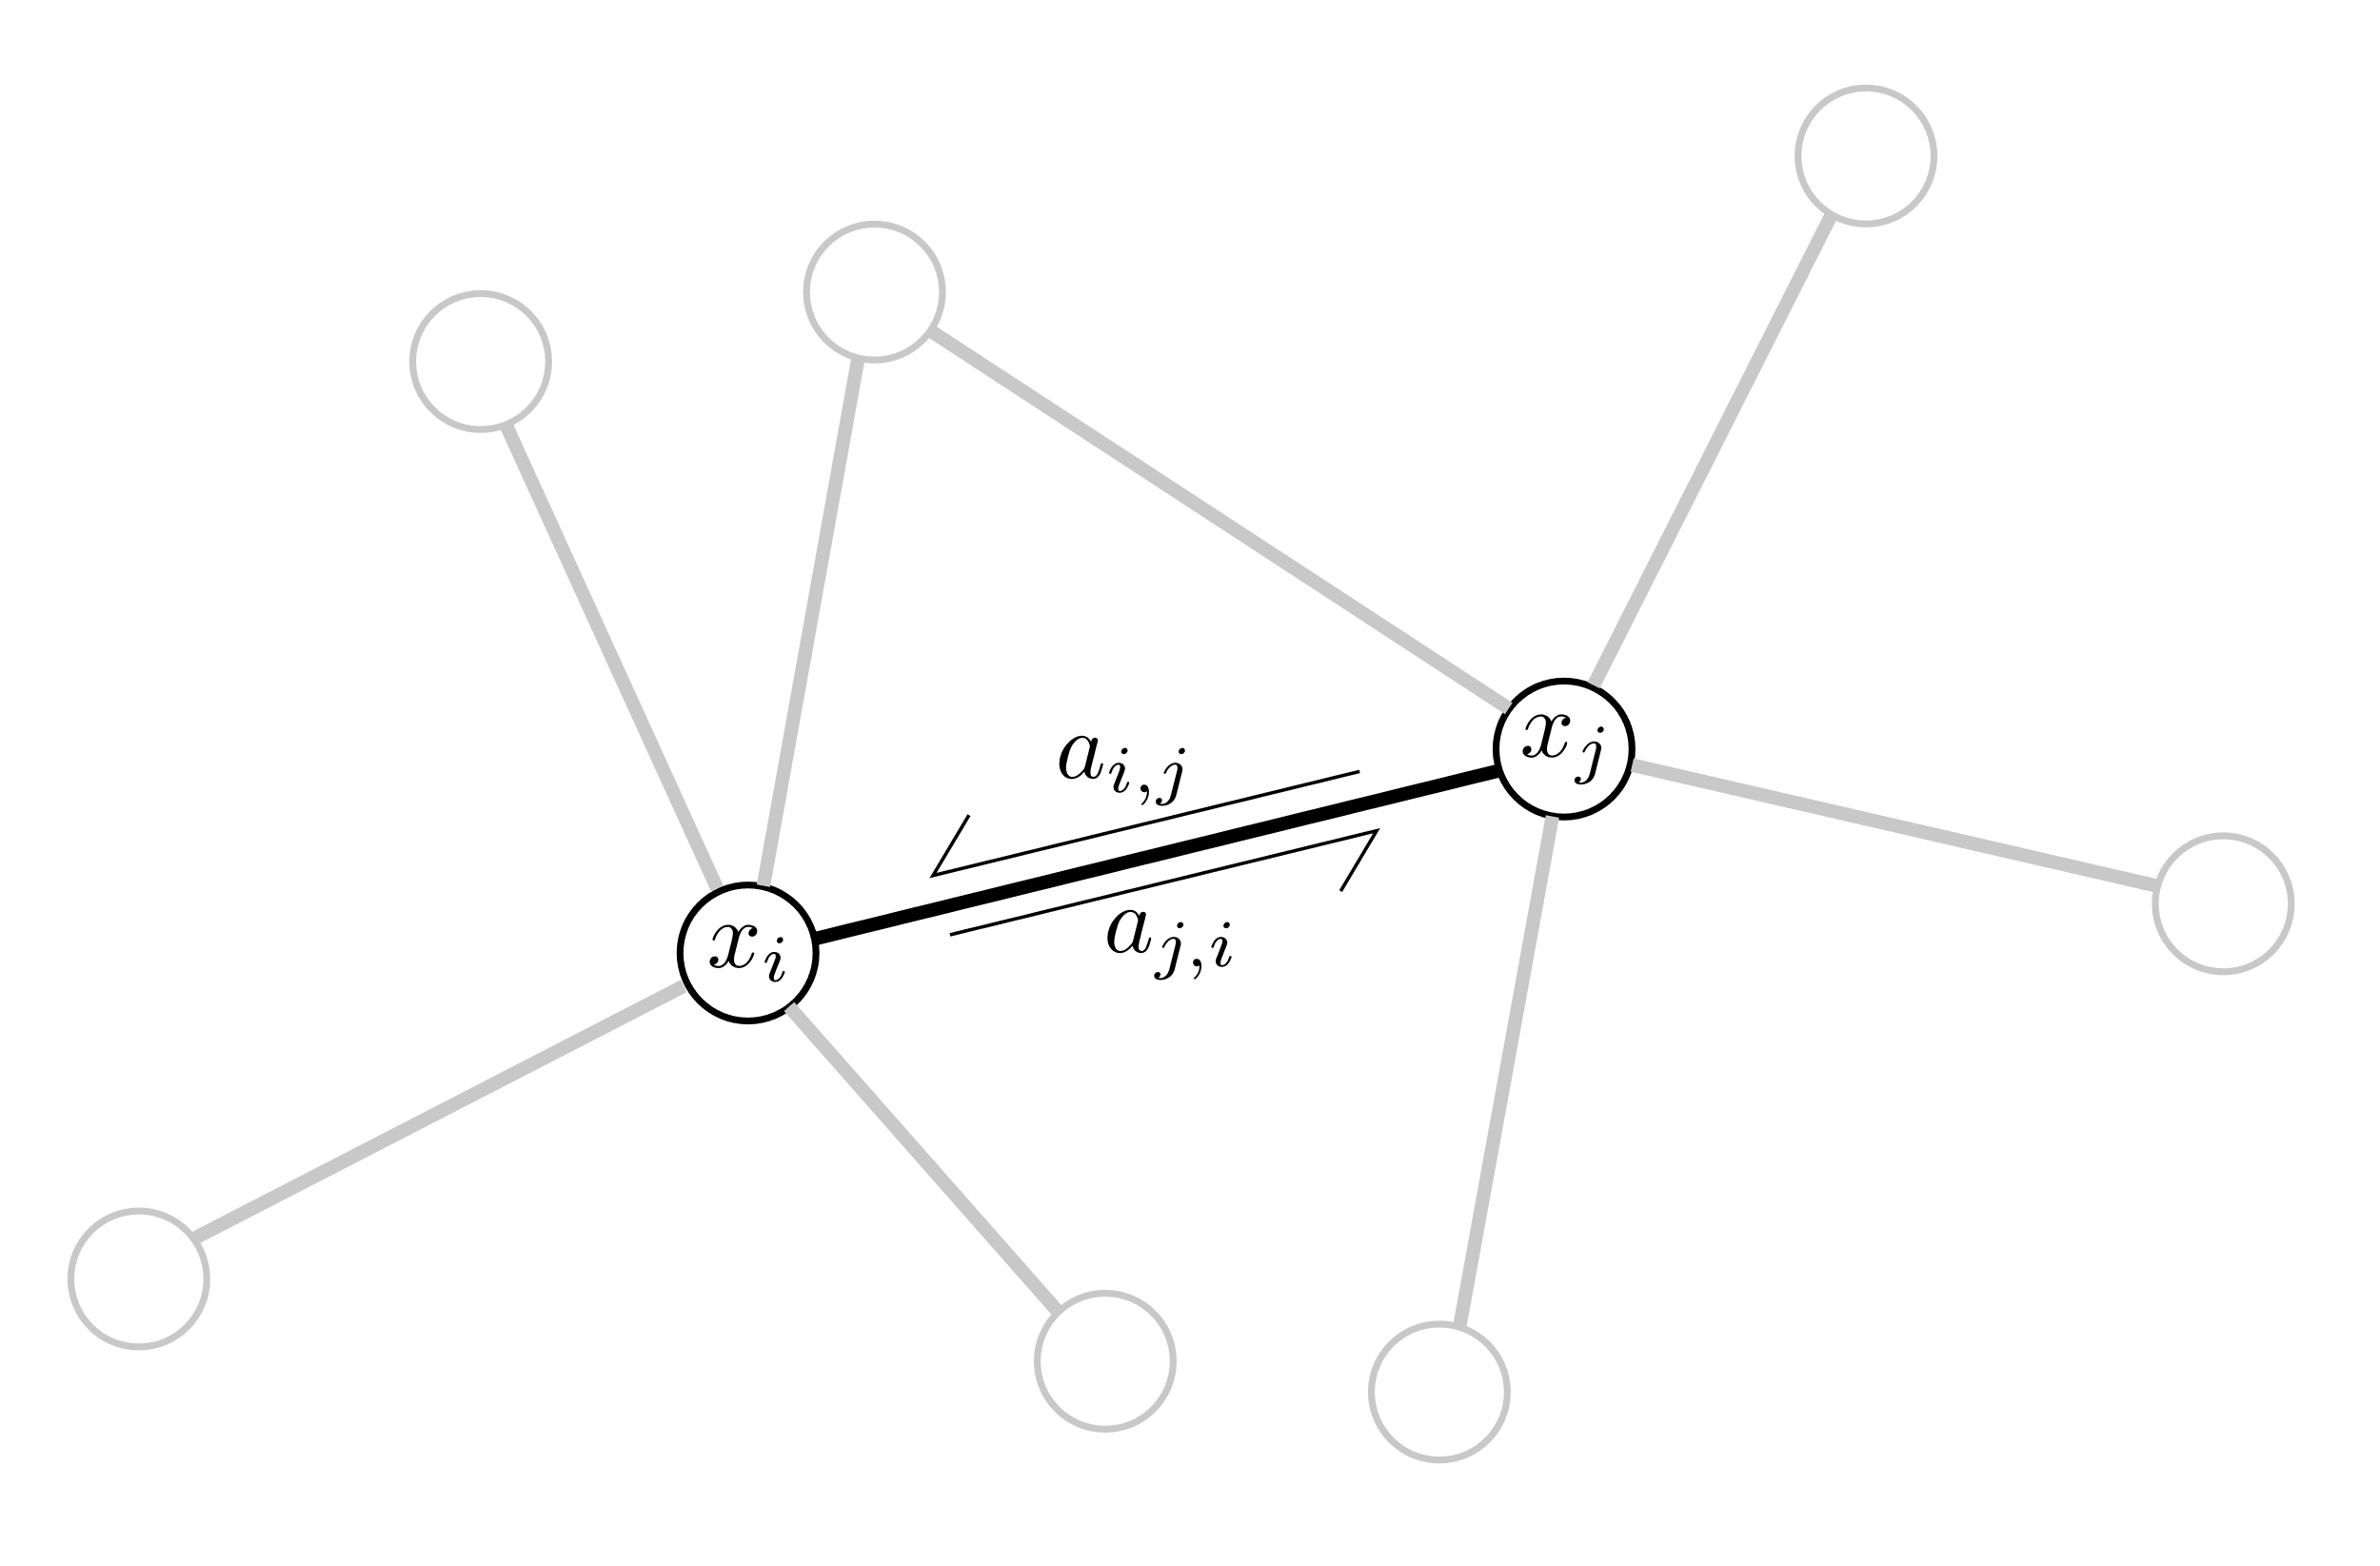 x_j
a_{i,j}
a_{j,i}
x_i